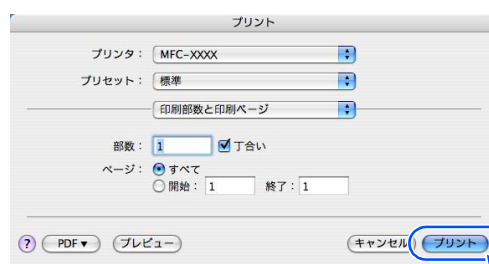 プリント
プリンタ： MFC-XXXX
プリセット： 標準
印刷部数と印刷ページ
部数： 1 丁合い
ページ： すべて
開始： 1 終了： 1
? PDF▼ プレビュー キャンセル プリント